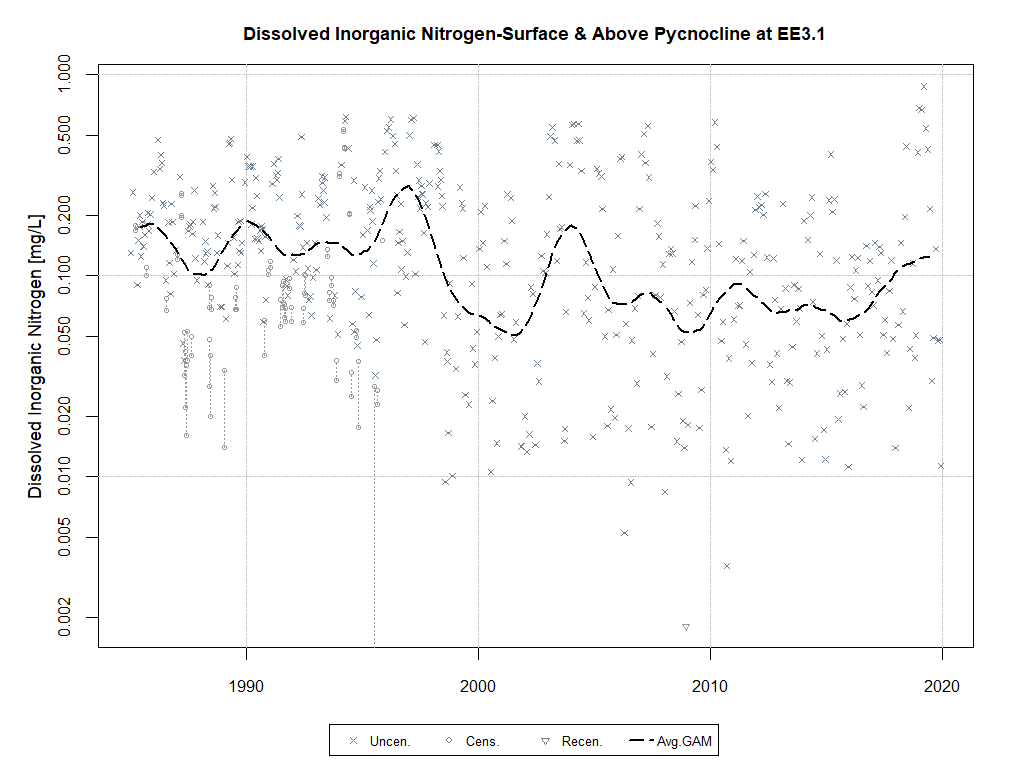 Dissolved Inorganic Nitrogen-Surface & Above Pycnocline at EE3.1
Dissolved Inorganic Nitrogen [mg/L]
1.000
0.500
0.200
0.100
0.050
0.020
0.010
0.005
0.002
1990
2000
2010
2020
Uncen.
Cens.
Recen.
Avg.GAM